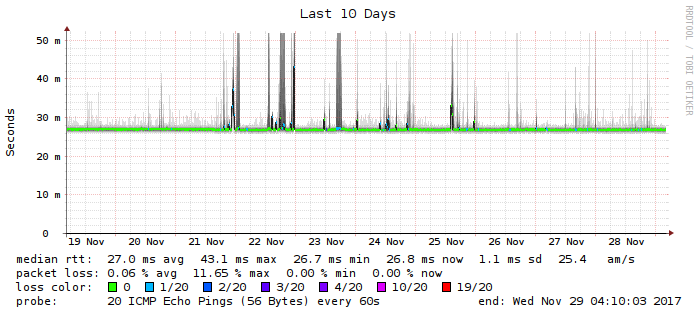 Last 10 Days
RRDTOOL / TOBI OETIKER
Seconds
50 m
40 m
30 m
20 m
10 m
0
19 Nov 20 Nov 21 Nov 22 Nov 23 Nov 24 Nov 25 Nov 26 Nov 27 Nov 28 Nov
median rtt: 27.0 ms avg 43.1 ms max 26.7 ms min 26.8 ms now 1.1 ms sd 25.4 am/s
packet loss: 0.06 % avg 11.65 % max 0.00 % min 0.00 % now
loss color: 0 1/20 2/20 3/20 4/20 10/20 19/20
probe: 20 ICMP Echo Pings (56 Bytes) every 60s end: Wed Nov 29 04:10:03 2017